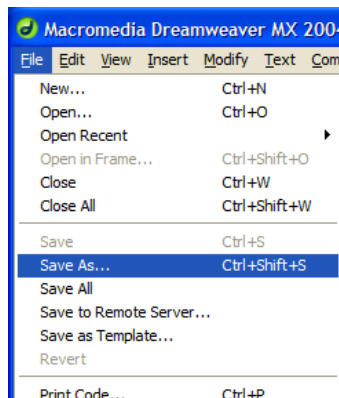 Macromedia Dreamweaver MX 2004
File Edit View Insert Modify Text Com
New... Ctrl+N
Open... Ctrl+O
Open Recent
Open in Frame... Ctrl+Shift+O
Close Ctrl+W
Close All Ctrl+Shift+W
Save Ctrl+S
Save As... Ctrl+Shift+S
Save All
Save to Remote Server...
Save as Template...
Revert
Print Code... Ctrl+P